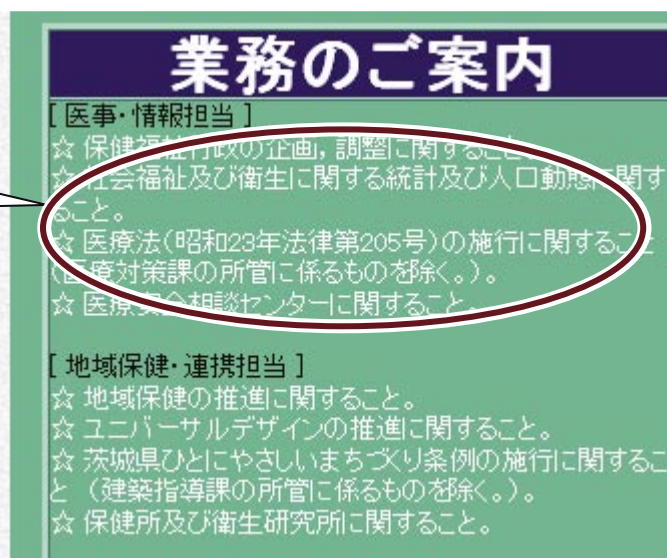 業務のご案内
[ 医事・情報担当 ]
☆ 保健福祉行政の企画，調整に関すること。
☆ 社会福祉及び衛生に関する統計及び人口動態に関す
ること。
☆ 医療法（昭和23年法律第205号）の施行に関すること
（医療対策課の所管に係るものを除く。）。
☆ 医療安全相談センターに関すること。
[ 地域保健・連携担当 ]
☆ 地域保健の推進に関すること。
☆ ユニバーサルデザインの推進に関すること。
☆ 茨城県ひとにやさしいまちづくり条例の施行に関するこ
と （建築指導課の所管に係るものを除く。）。
☆ 保健所及び衛生研究所に関すること。